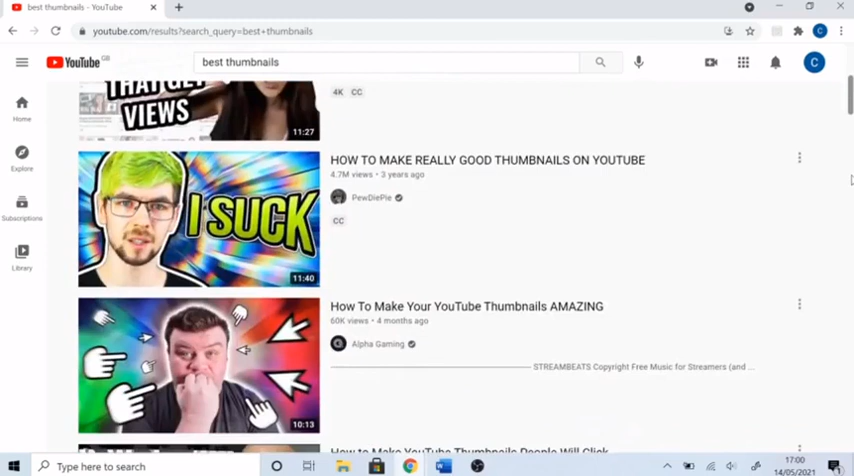 best thumbnails - YouTube
youtube.com/results?search_query=best+thumbnails
YouTube GB
best thumbnails
C
C
THAT GET
VIEWS
11:27
4K CC
Home
Explore
Subscriptions
Library
I SUCK
11:40
HOW TO MAKE REALLY GOOD THUMBNAILS ON YOUTUBE
4.7M views • 3 years ago
PewDiePie
CC
10:13
How To Make Your YouTube Thumbnails AMAZING
60K views • 4 months ago
Alpha Gaming
STREAMBEATS Copyright Free Music for Streamers (and ...
How to Make YouTube Thumbnails People Will Click
Type here to search
17:00
14/05/2021